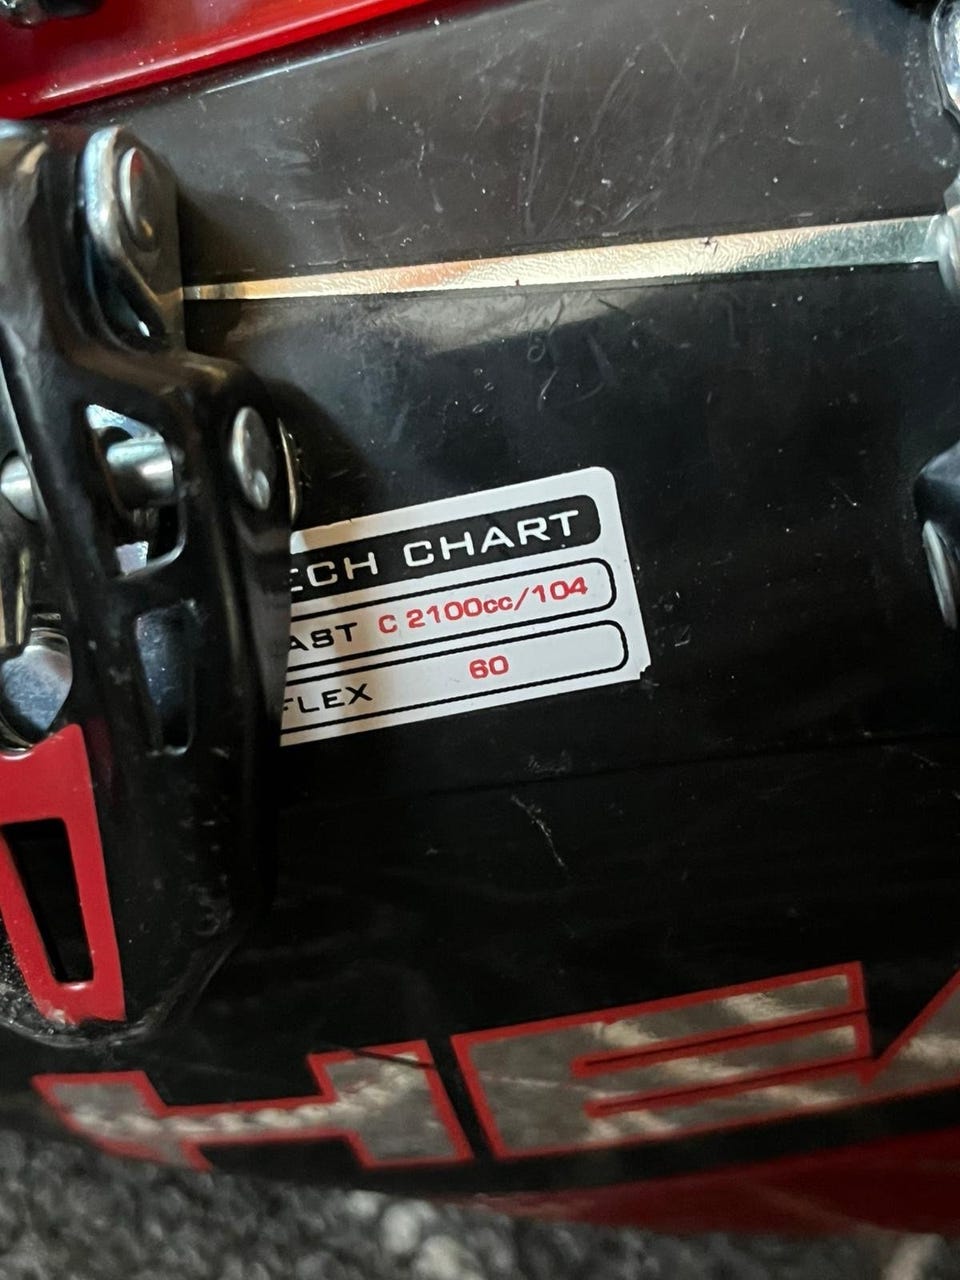 ECH CHART
AST C 2100cc/104
FLEX 60
HEA